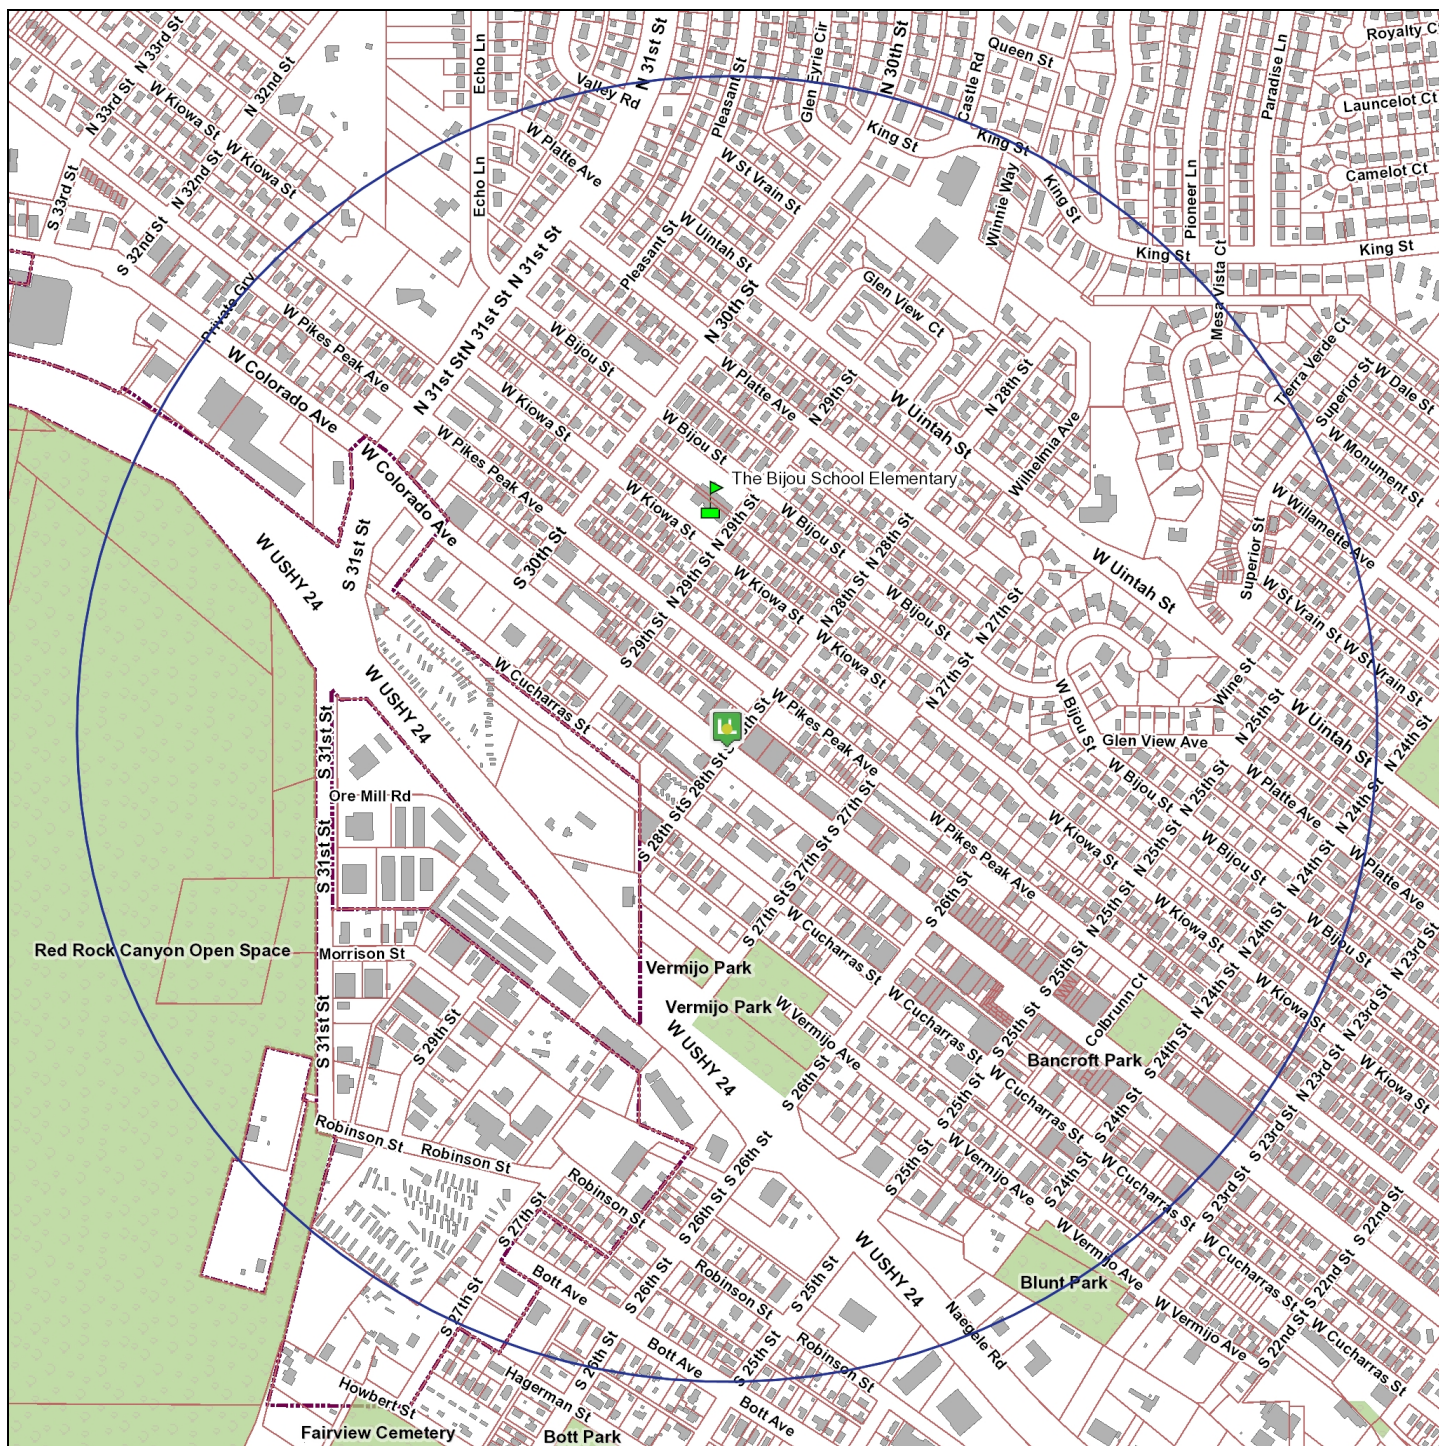 Royalty C
N 33rd St
N 32nd St
Echo Ln
N 31st St
Pleasant St
Glen Eyrie Cir
N 30th St
Castle Rd
Queen St
Paradise Ln
Valley Rd
Launcelot Ct
N 33rd St
W Kiowa St
W Platte Ave
King St
King St
W Kiowa St
N 32nd St
Echo Ln
W St Vrain St
Winnie Way
King St
Pioneer Ln
Camelot Ct
S 33rd St
S 32nd St
Pleasant St
W Uintah St
King St
King St
Mesa Vista Ct
N 31st St
N 31st St
N 31st St
Private Grv
W Pikes Peak Ave
W Bijou St
N 30th St
Glen View Ct
Tierra Verde Ct
W Colorado Ave
W Kiowa St
W Platte Ave
N 29th St
W Uintah St
N 28th St
Superior St
W Dale St
W Bijou St
Wilhelmia Ave
W Monument St
W Colorado Ave
W Pikes Peak Ave
The Bijou School Elementary
W Kiowa St
N 29th St
W Bijou St
N 28th St
W Willamette Ave
Superior St
W USHY 24
S 31st St
S 30th St
N 29th St
W Kiowa St
N 28th St
W Bijou St
N 27th St
W Uintah St
W St Vrain St
W St Vrain St
S 29th St
W Kiowa St
N 27th St
W USHY 24
W Cucharras St
W Pikes Peak Ave
W Bijou St
Glen View Ave
Wine St
N 25th St
W Uintah St
N 24th St
S 31st St
S 28th St
Ore Mill Rd
S 28th St
S 27th St
W Bijou St
N 25th St
W Platte Ave
N 24th St
S 31st St
S 27th St
W Pikes Peak Ave
W Kiowa St
N 25th St
W Bijou St
W Platte Ave
S 27th St
W Cucharras St
S 26th St
N 25th St
W Kiowa St
N 24th St
N 24th St
W Bijou St
N 23rd St
Red Rock Canyon Open Space
Morrison St
Vermijo Park
S 25th St
Vermijo Park
W Cucharras St
Colbrunn Ct
N 24th St
W Kiowa St
N 23rd St
S 31st St
S 29th St
W USHY 24
W Vermijo Ave
S 26th St
S 25th St
Bancroft Park
S 24th St
N 23rd St
W Kiowa St
Robinson St
Robinson St
S 26th St
S 25th St
W Cucharras St
S 24th St
S 23rd St
Robinson St
S 26th St
S 25th St
W Vermijo Ave
S 24th St
W Cucharras St
S 23rd St
S 27th St
S 22nd St
Bott Ave
S 26th St
Robinson St
S 25th St
W USHY 24
W Vermijo Ave
Blunt Park
W Cucharras St
S 22nd St
S 27th St
Naegele Rd
W Vermijo Ave
S 22nd St
W Cucharras St
Bott Ave
S 26th St
S 25th St
Robinson St
Howbert St
Hagerman St
Bott Ave
Fairview Cemetery
Bott Park